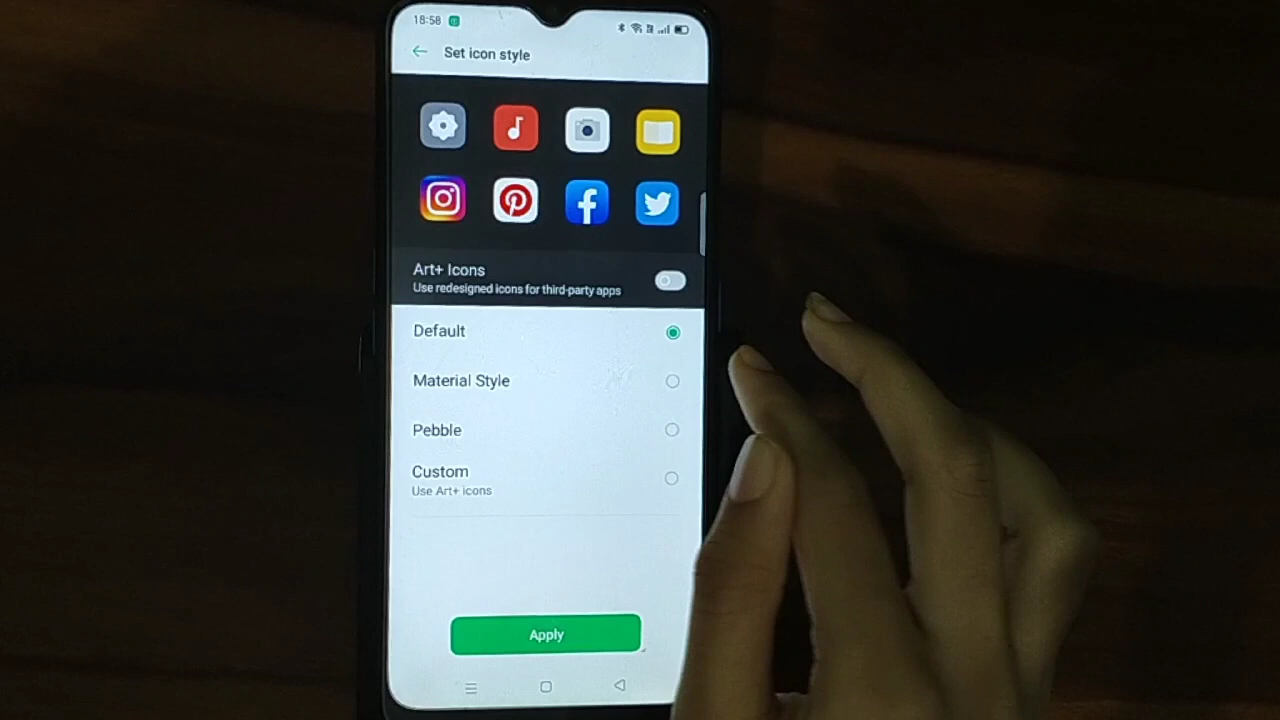 18:58
Set icon style
Art+ Icons
Use redesigned icons for third-party apps
Default
Material Style
Pebble
Custom
Use Art+ icons
Apply